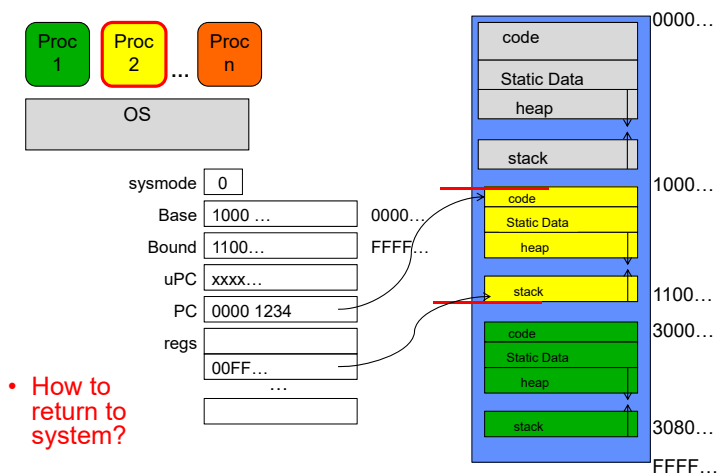 Proc
1
Proc
2
...
Proc
n
OS
sysmode 0
Base 1000 ... 0000...
Bound 1100... FFFF...
uPC xxxx...
PC 0000 1234
regs
00FF...
...
• How to
return to
system?
0000...
code
Static Data
heap
stack
1000...
code
Static Data
heap
stack
1100...
3000...
code
Static Data
heap
stack
3080...
FFFF...